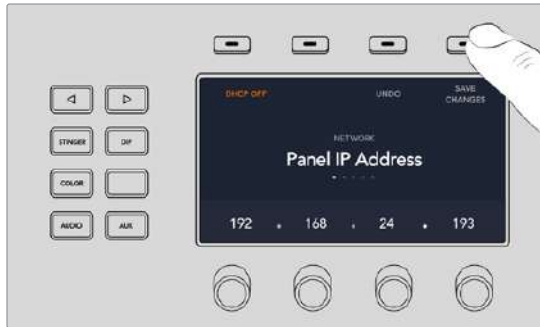 DHCP OFF UNDO SAVE CHANGES
NETWORK
Panel IP Address
192 . 168 . 24 . 193
STINGER DIP
COLOR
AUDIO AUX